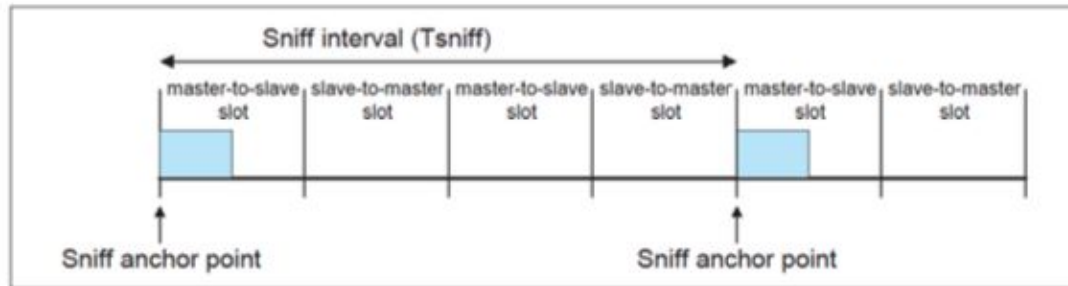 Sniff interval (Tsniff)
master-to-slave slave-to-master master-to-slave slave-to-master master-to-slave slave-to-master
slot slot slot slot slot slot
Sniff anchor point Sniff anchor point